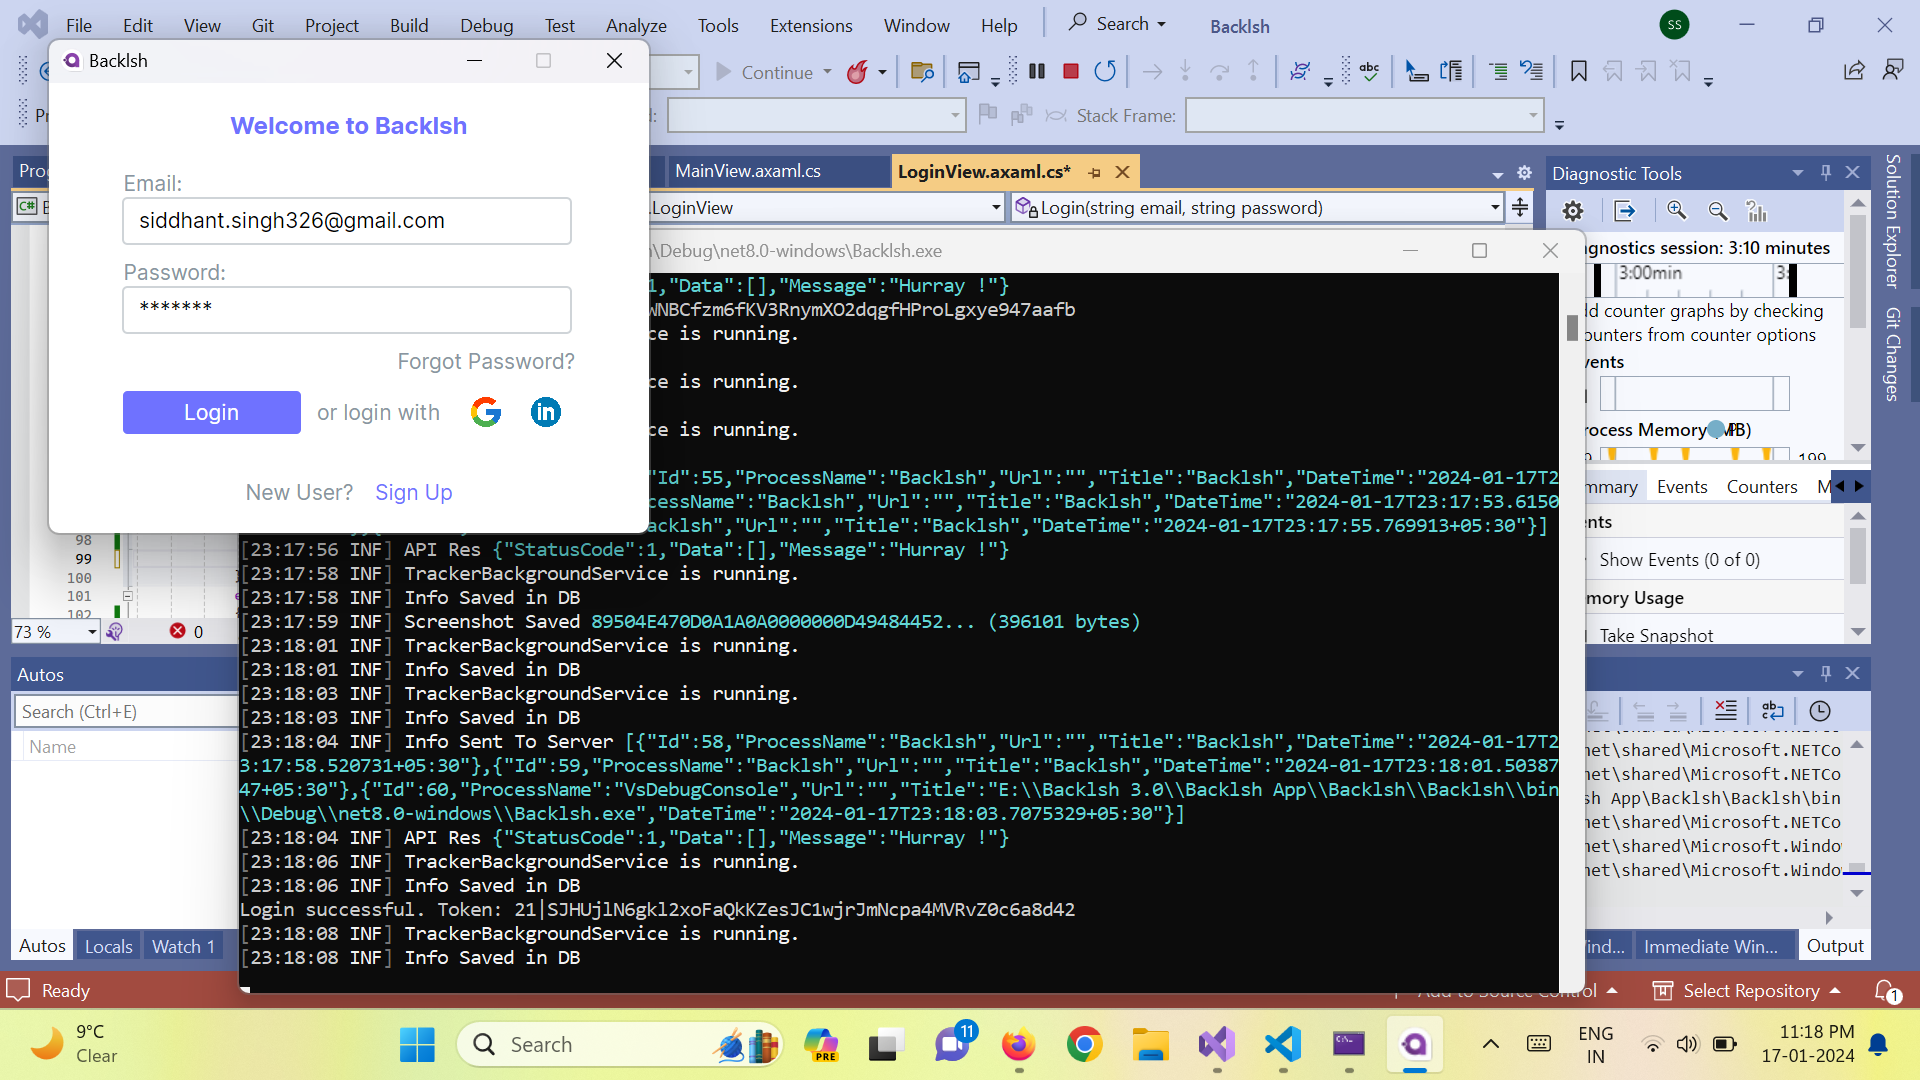 File Edit View Git Project Build Debug Test Analyze Tools Extensions Window Help Search Backlsh SS
Continue
Stack Frame:
Backlsh
Welcome to Backlsh
Email:
siddhant.singh326@gmail.com
Password:
*******
Forgot Password?
Login or login with
New User? Sign Up
MainView.axaml.cs LoginView.axaml.cs*
.LoginView Login(string email, string password)
98
99
100
101
102
73 % 0
\Debug\net8.0-windows\Backlsh.exe
,"Data":[],"Message":"Hurray !"}
NBCfzm6fKV3RnymXO2dqgfHProLgxye947aafb
ce is running.
ce is running.
ce is running.
"Id":55,"ProcessName":"Backlsh","Url":"","Title":"Backlsh","DateTime":"2024-01-17T2
cessName":"Backlsh","Url":"","Title":"Backlsh","DateTime":"2024-01-17T23:17:53.6150
acklsh","Url":"","Title":"Backlsh","DateTime":"2024-01-17T23:17:55.769913+05:30"}]
[23:17:56 INF] API Res {"StatusCode":1,"Data":[],"Message":"Hurray !"}
[23:17:58 INF] TrackerBackgroundService is running.
[23:17:58 INF] Info Saved in DB
[23:17:59 INF] Screenshot Saved 89504E470D0A1A0A0000000D49484452... (396101 bytes)
[23:18:01 INF] TrackerBackgroundService is running.
[23:18:01 INF] Info Saved in DB
[23:18:03 INF] TrackerBackgroundService is running.
[23:18:03 INF] Info Saved in DB
[23:18:04 INF] Info Sent To Server [{"Id":58,"ProcessName":"Backlsh","Url":"","Title":"Backlsh","DateTime":"2024-01-17T2
3:17:58.520731+05:30"},{"Id":59,"ProcessName":"Backlsh","Url":"","Title":"Backlsh","DateTime":"2024-01-17T23:18:01.50387
47+05:30"},{"Id":60,"ProcessName":"VsDebugConsole","Url":"","Title":"E:\\Backlsh 3.0\\Backlsh App\\Backlsh\\Backlsh\\bin
\\Debug\\net8.0-windows\\Backlsh.exe","DateTime":"2024-01-17T23:18:03.7075329+05:30"}]
[23:18:04 INF] API Res {"StatusCode":1,"Data":[],"Message":"Hurray !"}
[23:18:06 INF] TrackerBackgroundService is running.
[23:18:06 INF] Info Saved in DB
Login successful. Token: 21|SJHUjlN6gkl2xoFaQkKZesJC1wjrJmNcpa4MVRvZ0c6a8d42
[23:18:08 INF] TrackerBackgroundService is running.
[23:18:08 INF] Info Saved in DB
Diagnostic Tools
gnostics session: 3:10 minutes
3:00min 3:
d counter graphs by checking
ounters from counter options
vents
rocess Memory
199
mmary Events Counters M
ents
Show Events (0 of 0)
mory Usage
Take Snapshot
Solution Explorer
Git Changes
Autos
Search (Ctrl+E)
Name
Autos Locals Watch 1
net\shared\Microsoft.NETCo
net\shared\Microsoft.NETCo
sh App\Backlsh\Backlsh\bin
net\shared\Microsoft.NETCo
net\shared\Microsoft.Windo
net\shared\Microsoft.Windo
ind... Immediate Win... Output
Ready Add to Source Control Select Repository 1
9°C
Clear
Search
PRE
11
ENG
IN
11:18 PM
17-01-2024